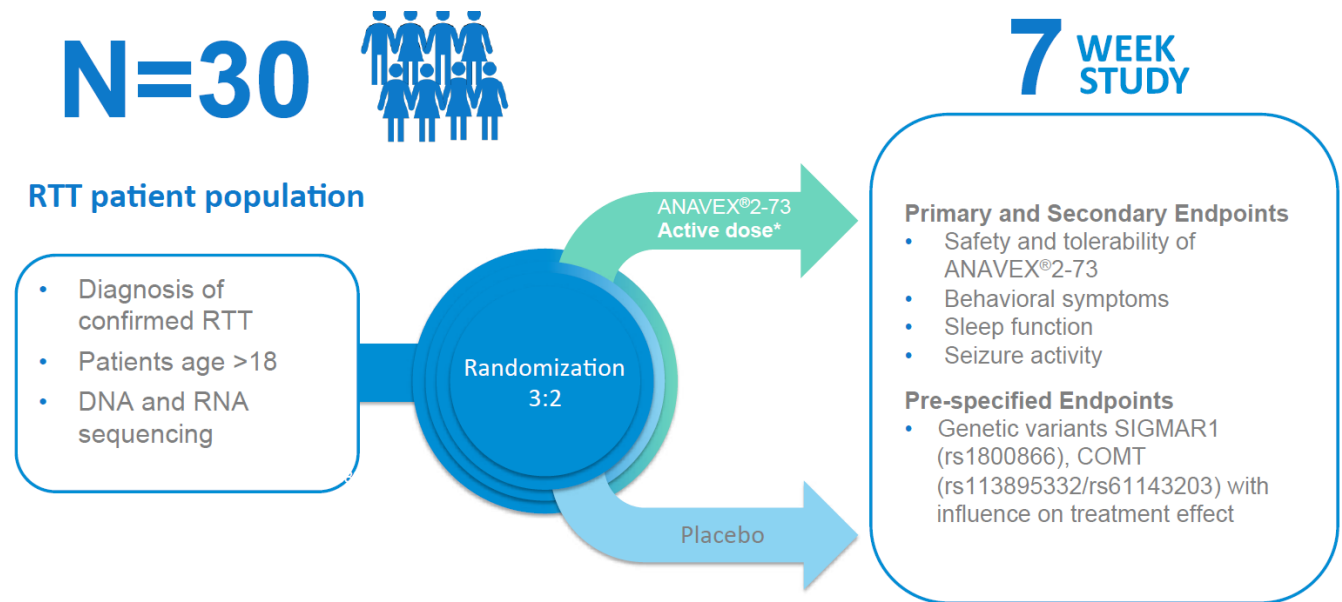 N=30
7 WEEK
STUDY
RTT patient population
• Diagnosis of
confirmed RTT
• Patients age >18
• DNA and RNA
sequencing
Randomization
3:2
ANAVEX®2-73
Active dose*
Placebo
Primary and Secondary Endpoints
• Safety and tolerability of
ANAVEX®2-73
• Behavioral symptoms
• Sleep function
• Seizure activity
Pre-specified Endpoints
• Genetic variants SIGMAR1
(rs1800866), COMT
(rs113895332/rs61143203) with
influence on treatment effect